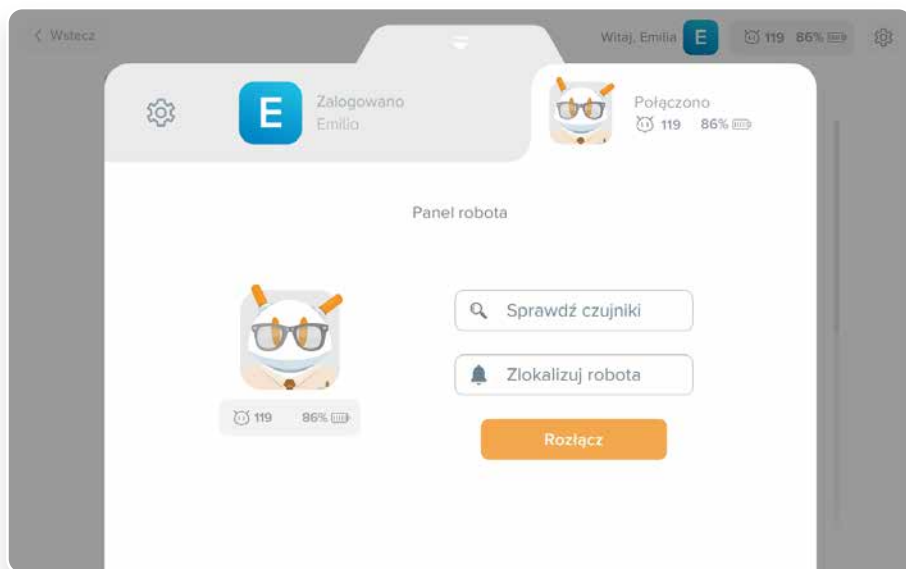 Wstecz
Witaj, Emilia
E
119 86%
E
Zalogowano
Emilia
Połączono
119 86%
Panel robota
Sprawdź czujniki
119 86%
Zlokalizuj robota
Rozłącz